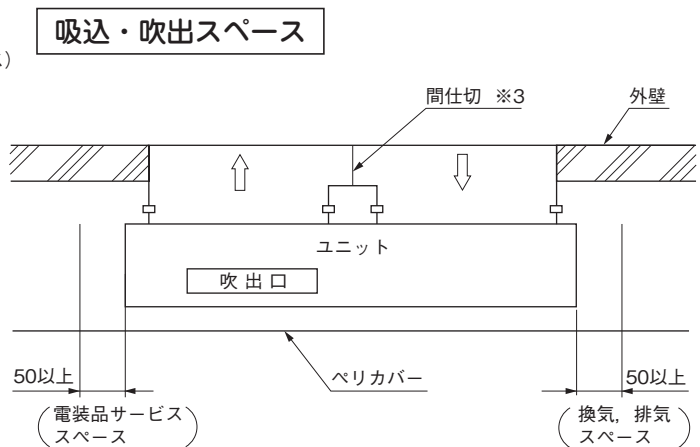 吸込・吹出スペース
)
間仕切 ※3
外壁
ユニット
吹出口
50以上
ペリカバー
50以上
(電装品サービス
スペース)
(換気，排気
スペース)